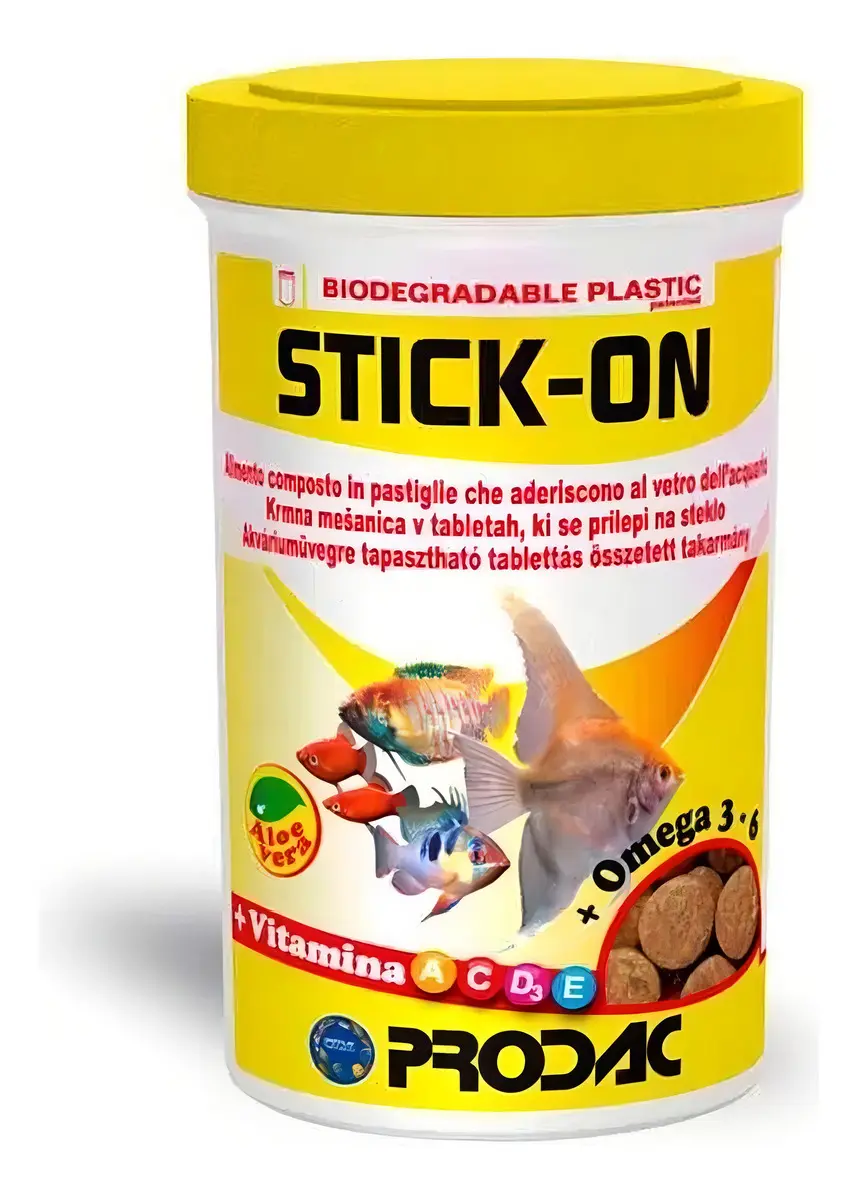 BIODEGRADABLE PLASTIC
STICK-ON
Alimento composto in pastiglie che aderiscono al vetro dell'acquario
Krmna mešanica v tabletah, ki se prilepi na steklo
Akváriumüvegre tapasztható tablettás összetett takarmány
Aloe
vera
+ Omega 3 • 6
+ Vitamina A C D3 E
PRODAC